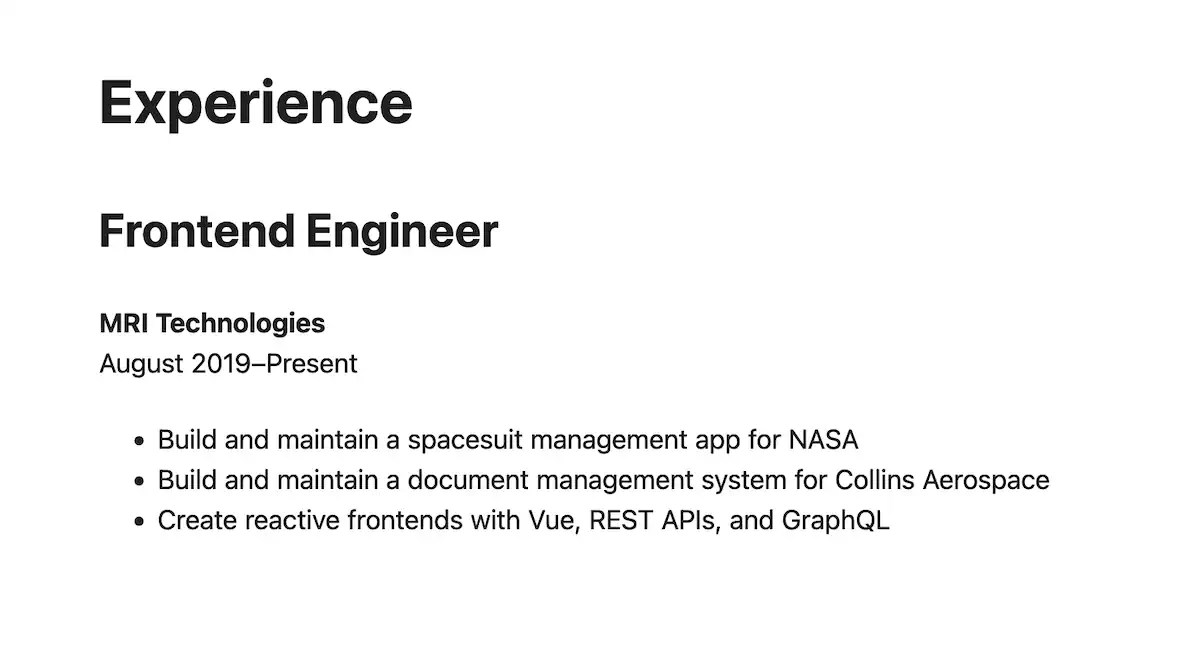 Experience
Frontend Engineer
MRI Technologies
August 2019–Present
• Build and maintain a spacesuit management app for NASA
• Build and maintain a document management system for Collins Aerospace
• Create reactive frontends with Vue, REST APIs, and GraphQL